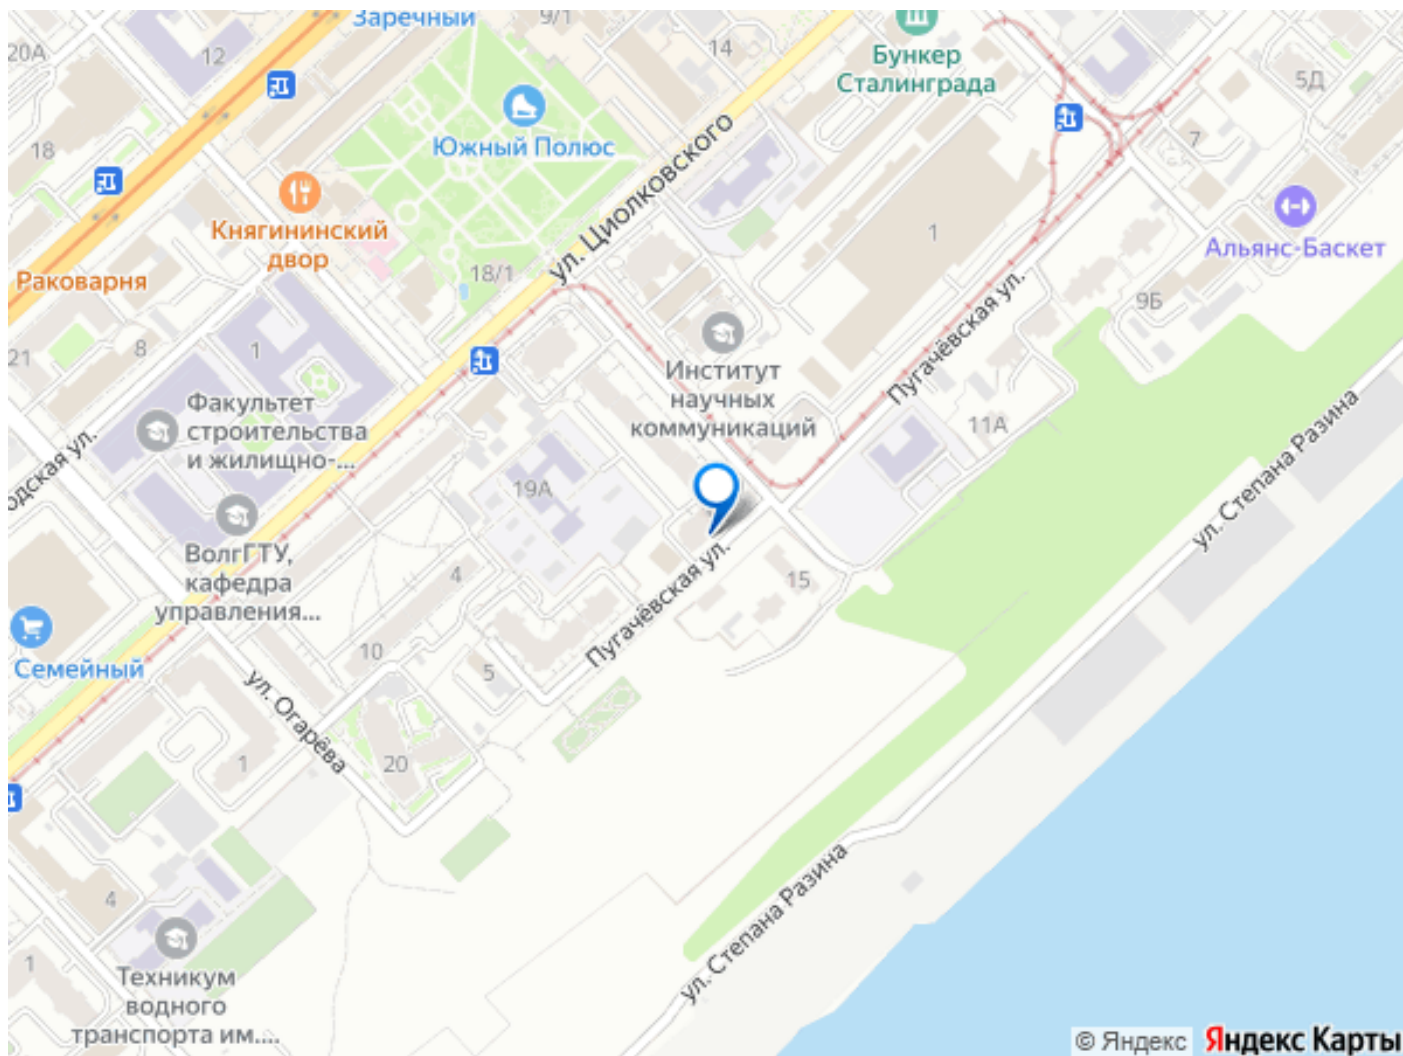 Заречный
9/1
20А
12
14
Бункер
Сталинграда
5Д
18
Южный Полюс
7
ул. Циолковского
Княгининский
двор
1
Альянс-Баскет
Раковарня
18/1
9Б
21
8
1
Пугачёвская ул.
Институт
научных
коммуникаций
Факультет
строительства
и жилищно-...
11А
ул. Степана Разина
одская ул.
19А
ВолгГТУ,
кафедра
управления...
4
15
Пугачёвская ул.
Семейный
10
5
ул. Огарёва
1
20
4
ул. Степана Разина
1
Техникум
водного
транспорта им....
© Яндекс
Яндекс Карты